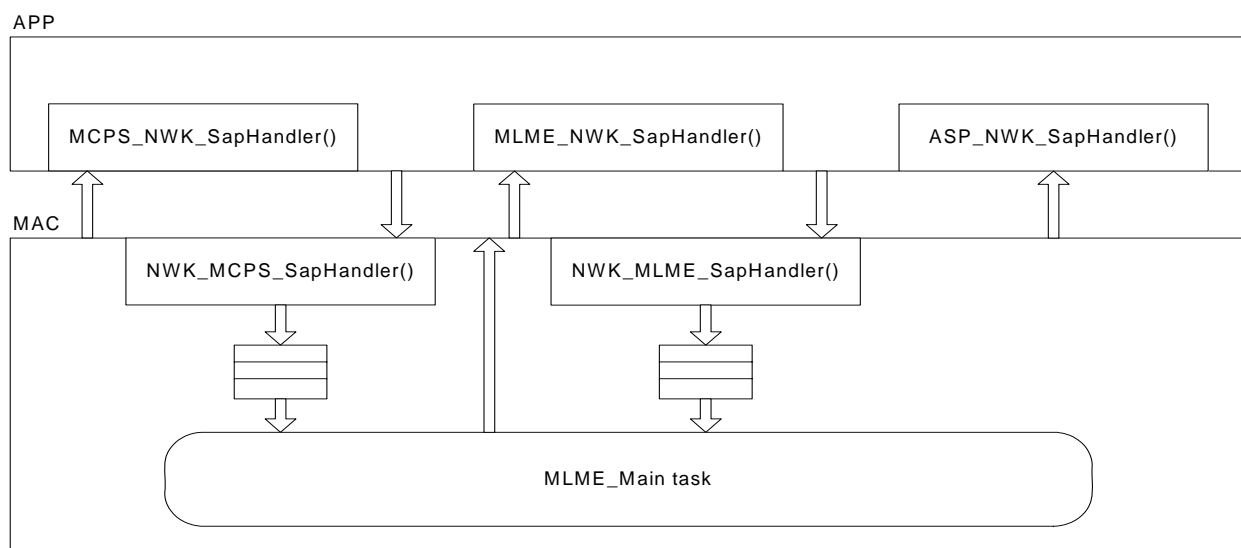 APP
MCPS_NWK_SapHandler()
MLME_NWK_SapHandler()
ASP_NWK_SapHandler()
MAC
NWK_MCPS_SapHandler()
NWK_MLME_SapHandler()
MLME_Main task